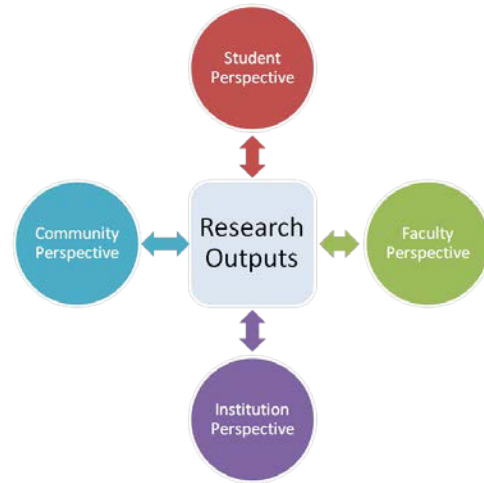 Student
Perspective
Community
Perspective
Research
Outputs
Faculty
Perspective
Institution
Perspective